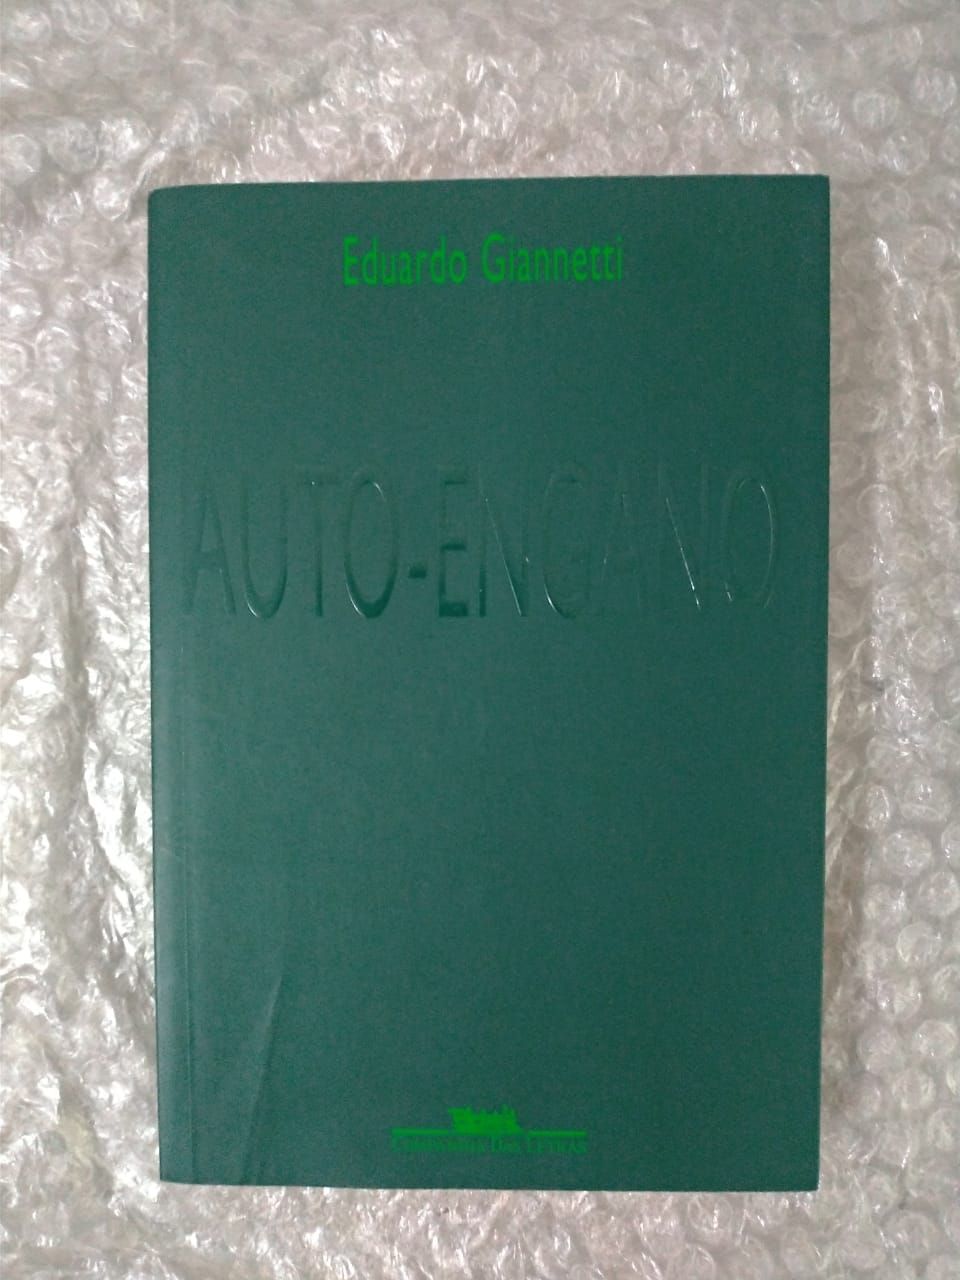 Eduardo Giannetti
AUTO-ENGANO
COMPANHIA DAS LETRAS